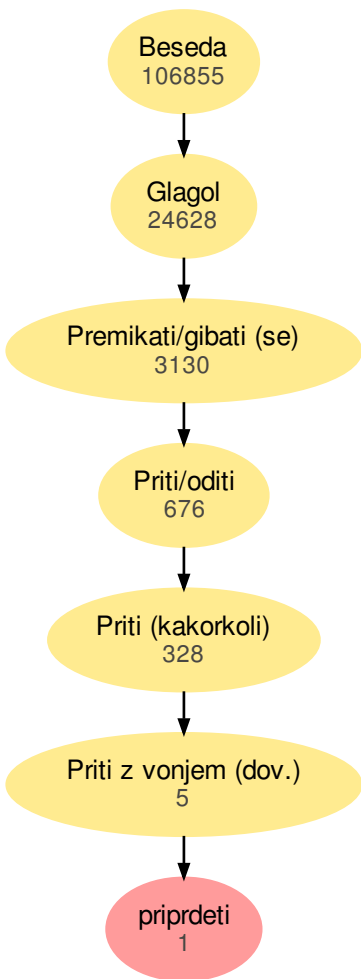 Beseda
106855
Glagol
24628
Premikati/gibati (se)
3130
Priti/oditi
676
Priti (kakorkoli)
328
Priti z vonjem (dov.)
5
priprdeti
1